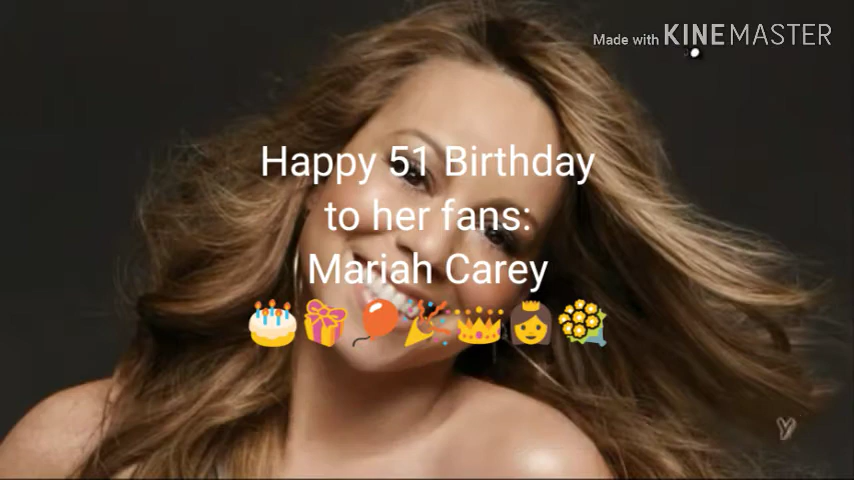 Made with KINEMASTER
Happy 51 Birthday
to her fans:
Mariah Carey
🎂🎁🎈🎉👑👸💐
y